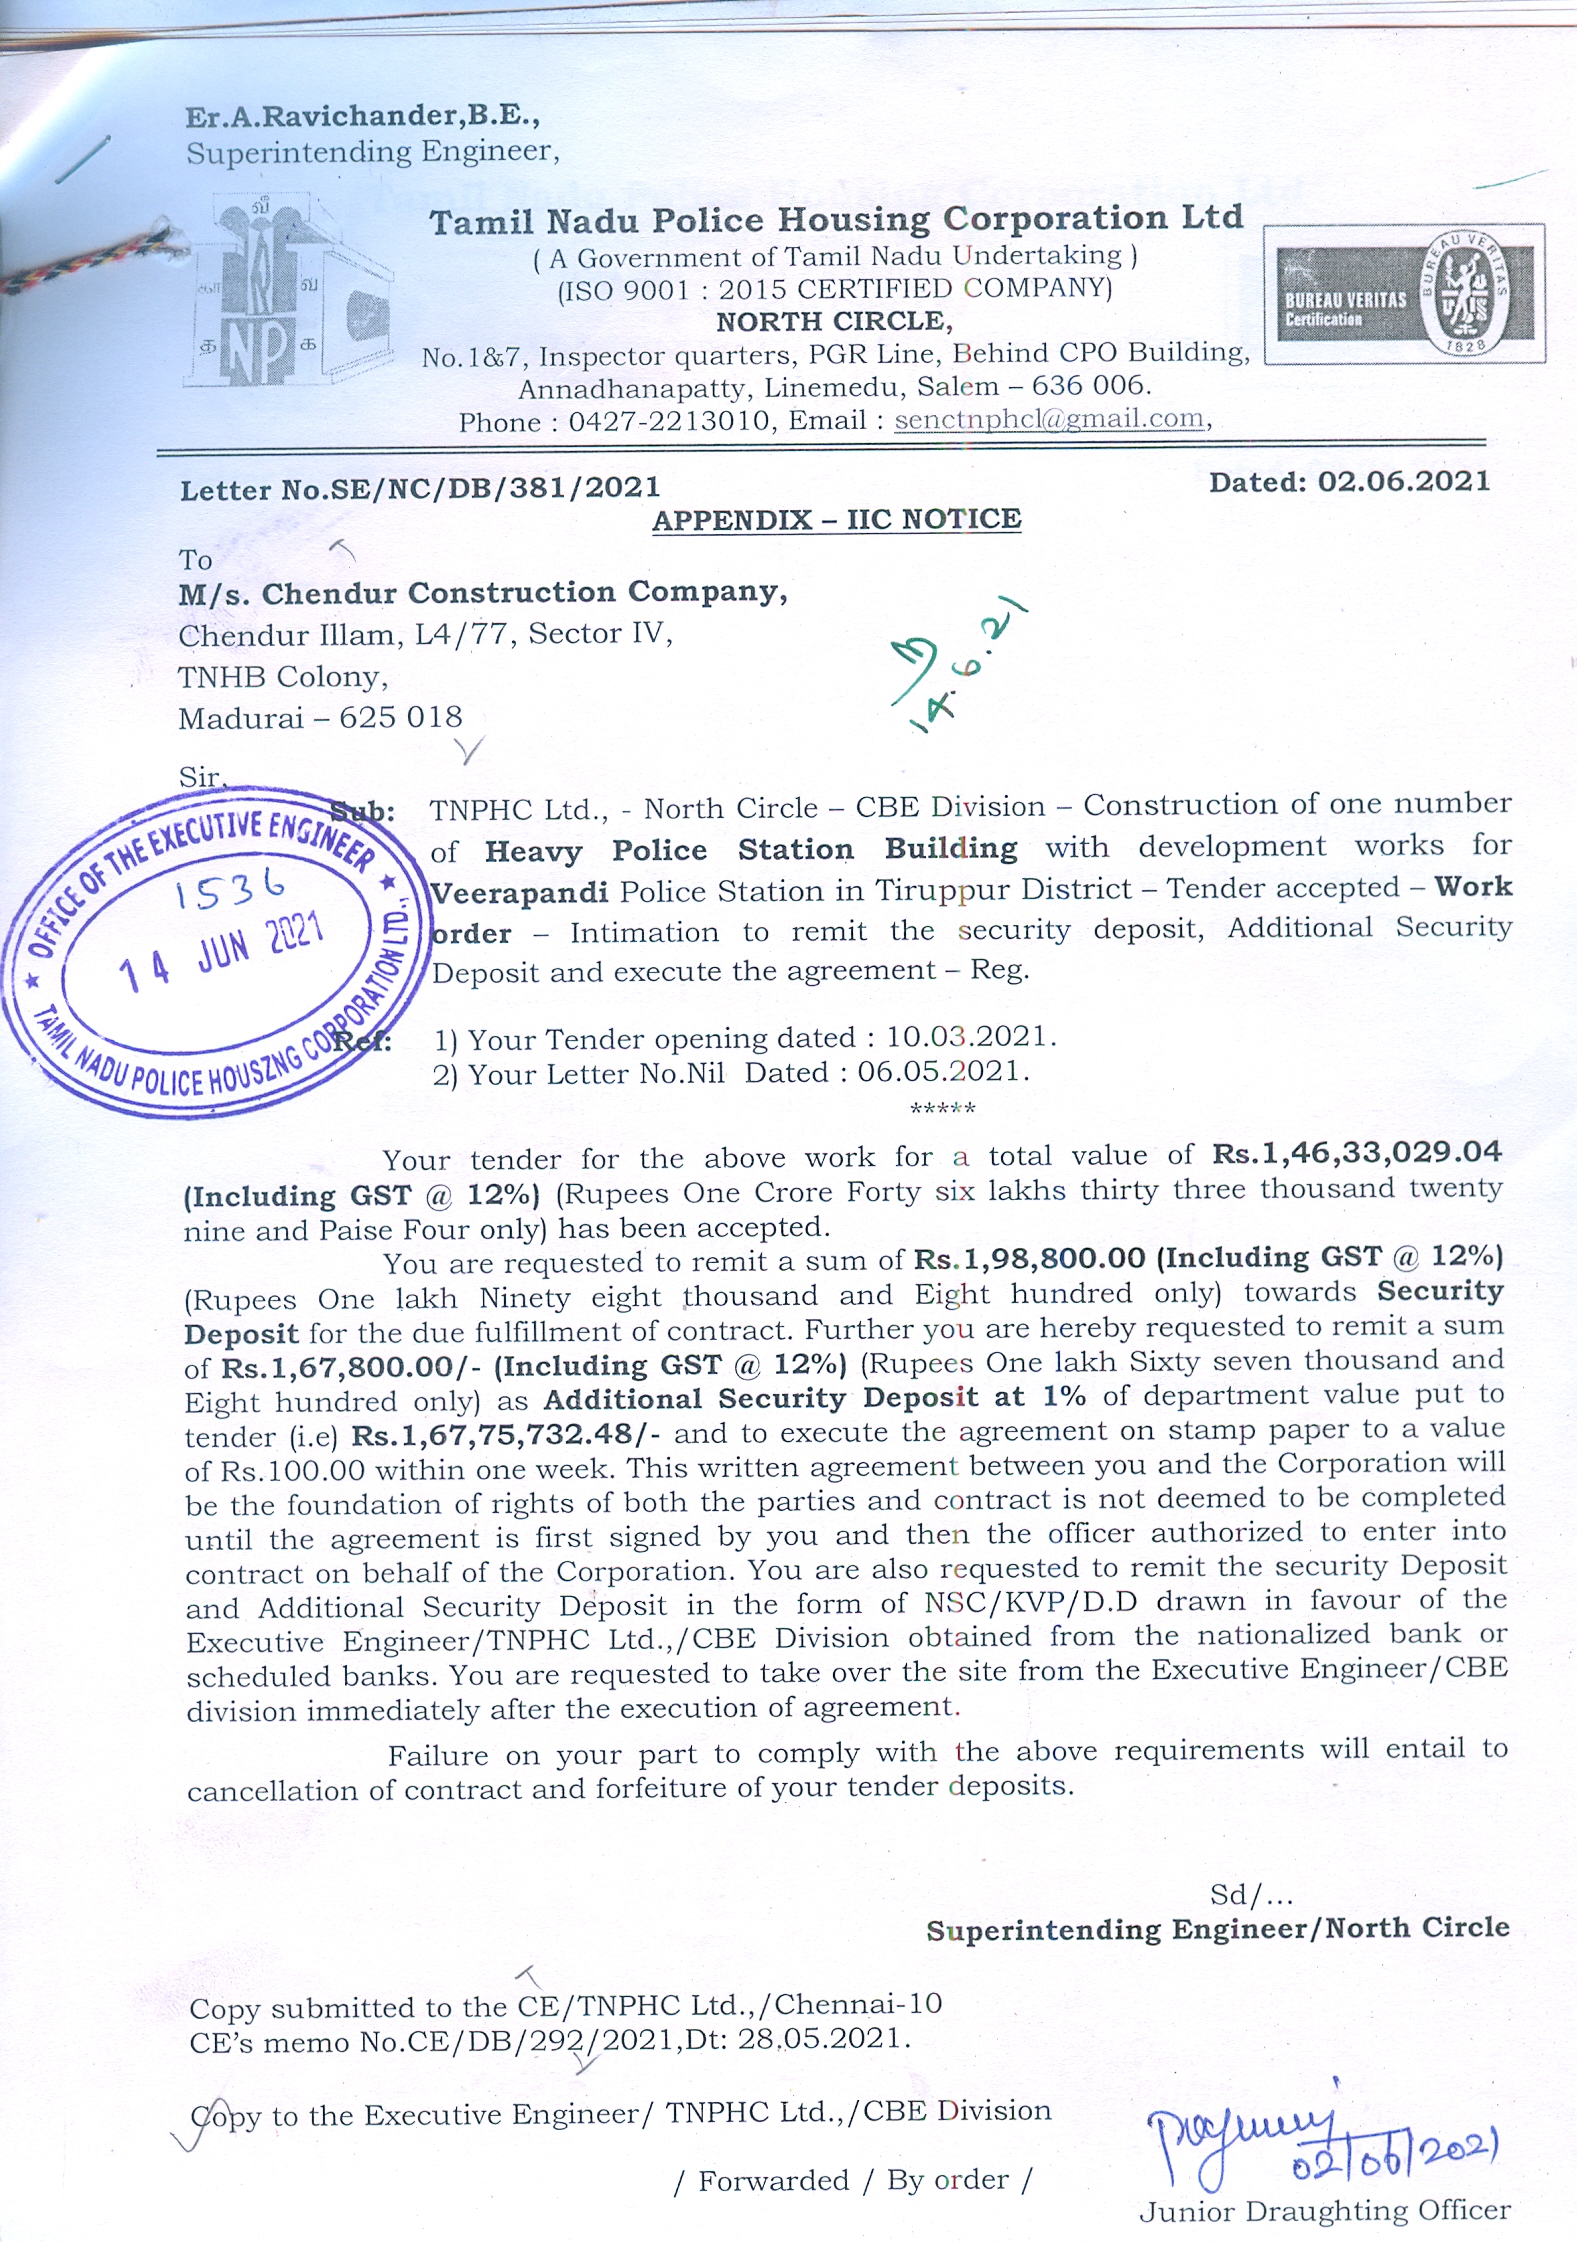 Er.A.Ravichander,B.E.,
Superintending Engineer,
வீ
கா
வ
த
க
NP
Tamil Nadu Police Housing Corporation Ltd
( A Government of Tamil Nadu Undertaking )
(ISO 9001 : 2015 CERTIFIED COMPANY)
NORTH CIRCLE,
No.1&7, Inspector quarters, PGR Line, Behind CPO Building,
Annadhanapatty, Linemedu, Salem – 636 006.
Phone : 0427-2213010, Email : senctnphcl@gmail.com,
BUREAU VERITAS
Certification
BUREAU VERITAS
1828
Letter No.SE/NC/DB/381/2021
Dated: 02.06.2021
APPENDIX – IIC NOTICE
To
M/s. Chendur Construction Company,
Chendur Illam, L4/77, Sector IV,
TNHB Colony,
Madurai – 625 018
14.6.21
Sir,
OFFICE OF THE EXECUTIVE ENGINEER
1536
14 JUN 2021
TAMIL NADU POLICE HOUSZNG CORPORATION LTD.,
Sub: TNPHC Ltd., - North Circle – CBE Division – Construction of one number
of Heavy Police Station Building with development works for
Veerapandi Police Station in Tiruppur District – Tender accepted – Work
order – Intimation to remit the security deposit, Additional Security
Deposit and execute the agreement – Reg.
Ref: 1) Your Tender opening dated : 10.03.2021.
2) Your Letter No.Nil Dated : 06.05.2021.
*****
Your tender for the above work for a total value of Rs.1,46,33,029.04
(Including GST @ 12%) (Rupees One Crore Forty six lakhs thirty three thousand twenty
nine and Paise Four only) has been accepted.
You are requested to remit a sum of Rs.1,98,800.00 (Including GST @ 12%)
(Rupees One lakh Ninety eight thousand and Eight hundred only) towards Security
Deposit for the due fulfillment of contract. Further you are hereby requested to remit a sum
of Rs.1,67,800.00/- (Including GST @ 12%) (Rupees One lakh Sixty seven thousand and
Eight hundred only) as Additional Security Deposit at 1% of department value put to
tender (i.e) Rs.1,67,75,732.48/- and to execute the agreement on stamp paper to a value
of Rs.100.00 within one week. This written agreement between you and the Corporation will
be the foundation of rights of both the parties and contract is not deemed to be completed
until the agreement is first signed by you and then the officer authorized to enter into
contract on behalf of the Corporation. You are also requested to remit the security Deposit
and Additional Security Deposit in the form of NSC/KVP/D.D drawn in favour of the
Executive Engineer/TNPHC Ltd.,/CBE Division obtained from the nationalized bank or
scheduled banks. You are requested to take over the site from the Executive Engineer/CBE
division immediately after the execution of agreement.
Failure on your part to comply with the above requirements will entail to
cancellation of contract and forfeiture of your tender deposits.
Sd/...
Superintending Engineer/North Circle
Copy submitted to the CE/TNPHC Ltd.,/Chennai-10
CE's memo No.CE/DB/292/2021,Dt: 28.05.2021.
Copy to the Executive Engineer/ TNPHC Ltd.,/CBE Division
02/06/2021
/ Forwarded / By order /
Junior Draughting Officer